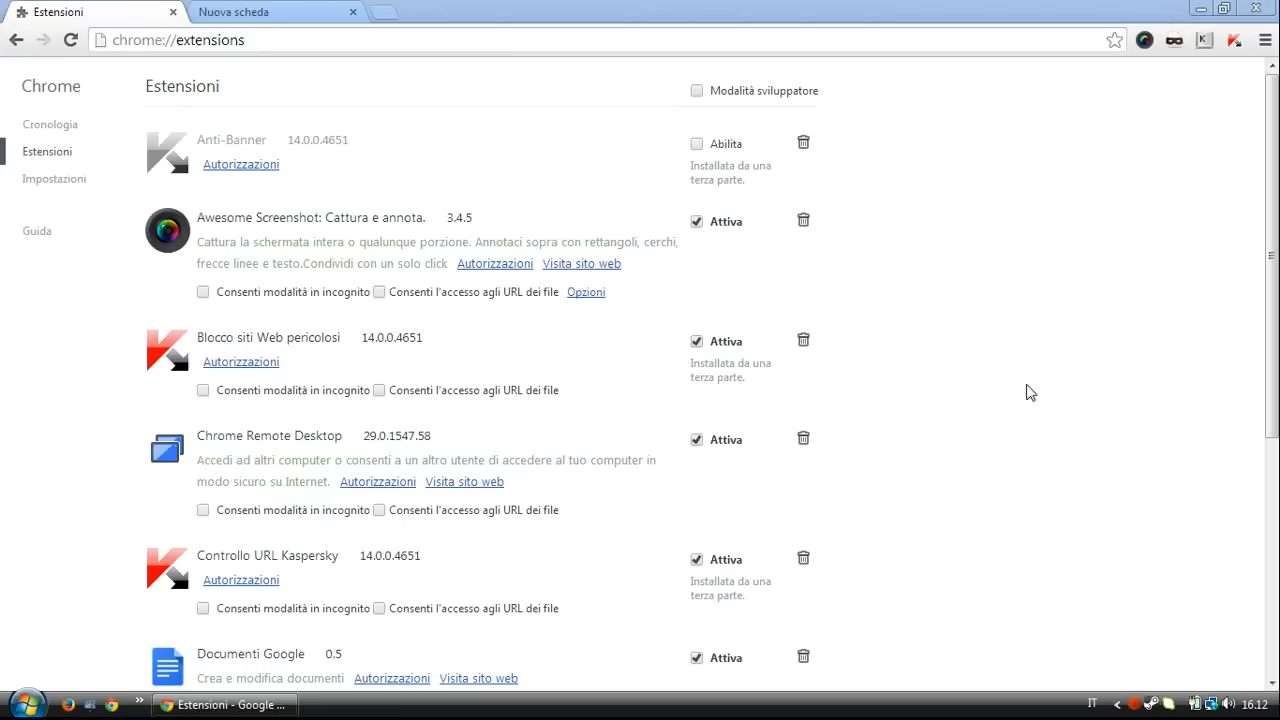 Estensioni
Nuova scheda
chrome://extensions
Chrome
Cronologia
Estensioni
Impostazioni
Guida
Estensioni
Modalità sviluppatore
Anti-Banner 14.0.0.4651
Autorizzazioni
Abilita
Installata da una
terza parte.
Awesome Screenshot: Cattura e annota. 3.4.5
Cattura la schermata intera o qualunque porzione. Annotaci sopra con rettangoli, cerchi,
frecce linee e testo.Condividi con un solo click Autorizzazioni Visita sito web
Consenti modalità in incognito Consenti l'accesso agli URL dei file Opzioni
Attiva
Blocco siti Web pericolosi 14.0.0.4651
Autorizzazioni
Consenti modalità in incognito Consenti l'accesso agli URL dei file
Attiva
Installata da una
terza parte.
Chrome Remote Desktop 29.0.1547.58
Accedi ad altri computer o consenti a un altro utente di accedere al tuo computer in
modo sicuro su Internet. Autorizzazioni Visita sito web
Consenti modalità in incognito Consenti l'accesso agli URL dei file
Attiva
Controllo URL Kaspersky 14.0.0.4651
Autorizzazioni
Consenti modalità in incognito Consenti l'accesso agli URL dei file
Attiva
Installata da una
terza parte.
Documenti Google 0.5
Crea e modifica documenti Autorizzazioni Visita sito web
Attiva
Estensioni - Google ...
IT
16.12